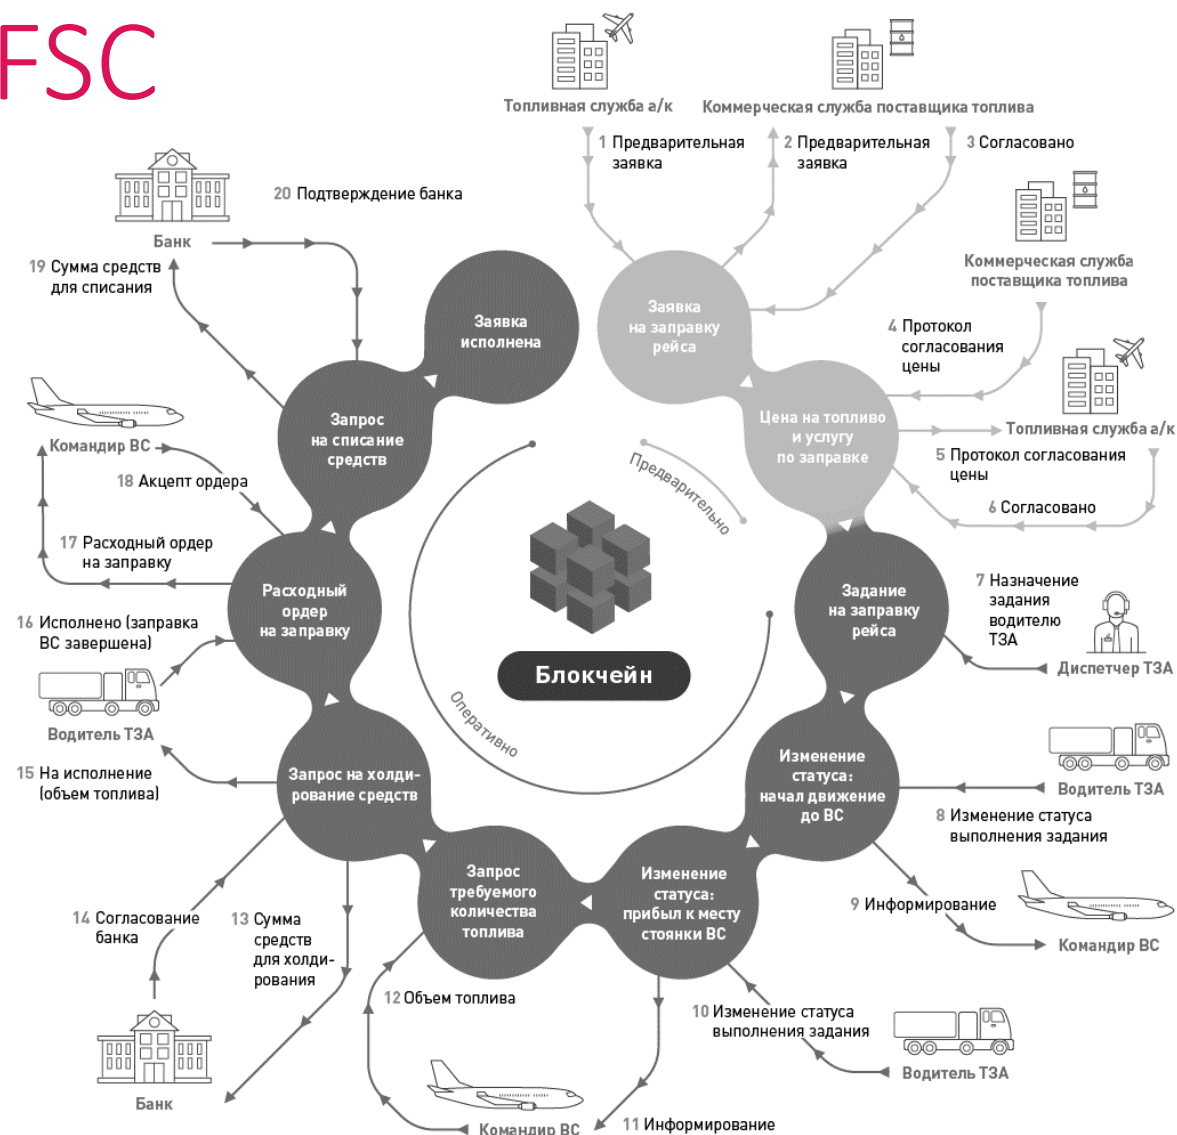 FSC
Топливная служба а/к
Коммерческая служба поставщика топлива
1 Предварительная
заявка
2 Предварительная
заявка
3 Согласовано
Заявка
на заправку
рейса
Коммерческая служба
поставщика топлива
4 Протокол
согласования
цены
Цена на топливо
и услугу
по заправке
Топливная служба а/к
5 Протокол согласования
цены
6 Согласовано
Предварительно
Задание
на заправку
рейса
7 Назначение
задания
водителю
ТЗА
Диспетчер ТЗА
Изменение
статуса:
начал движение
до ВС
Водитель ТЗА
8 Изменение статуса
выполнения задания
9 Информирование
Командир ВС
Изменение
статуса:
прибыл к месту
стоянки ВС
10 Изменение статуса
выполнения задания
Водитель ТЗА
11 Информирование
Командир ВС
12 Объем топлива
Запрос
требуемого
количества
топлива
13 Сумма
средств
для холди-
рования
14 Согласование
банка
Банк
Запрос на холди-
рование средств
15 На исполнение
(объем топлива)
Водитель ТЗА
16 Исполнено (заправка
ВС завершена)
Расходный
ордер
на заправку
17 Расходный ордер
на заправку
18 Акцепт ордера
Командир ВС
Запрос
на списание
средств
19 Сумма средств
для списания
Банк
20 Подтверждение банка
Заявка
исполнена
Блокчейн
Оперативно